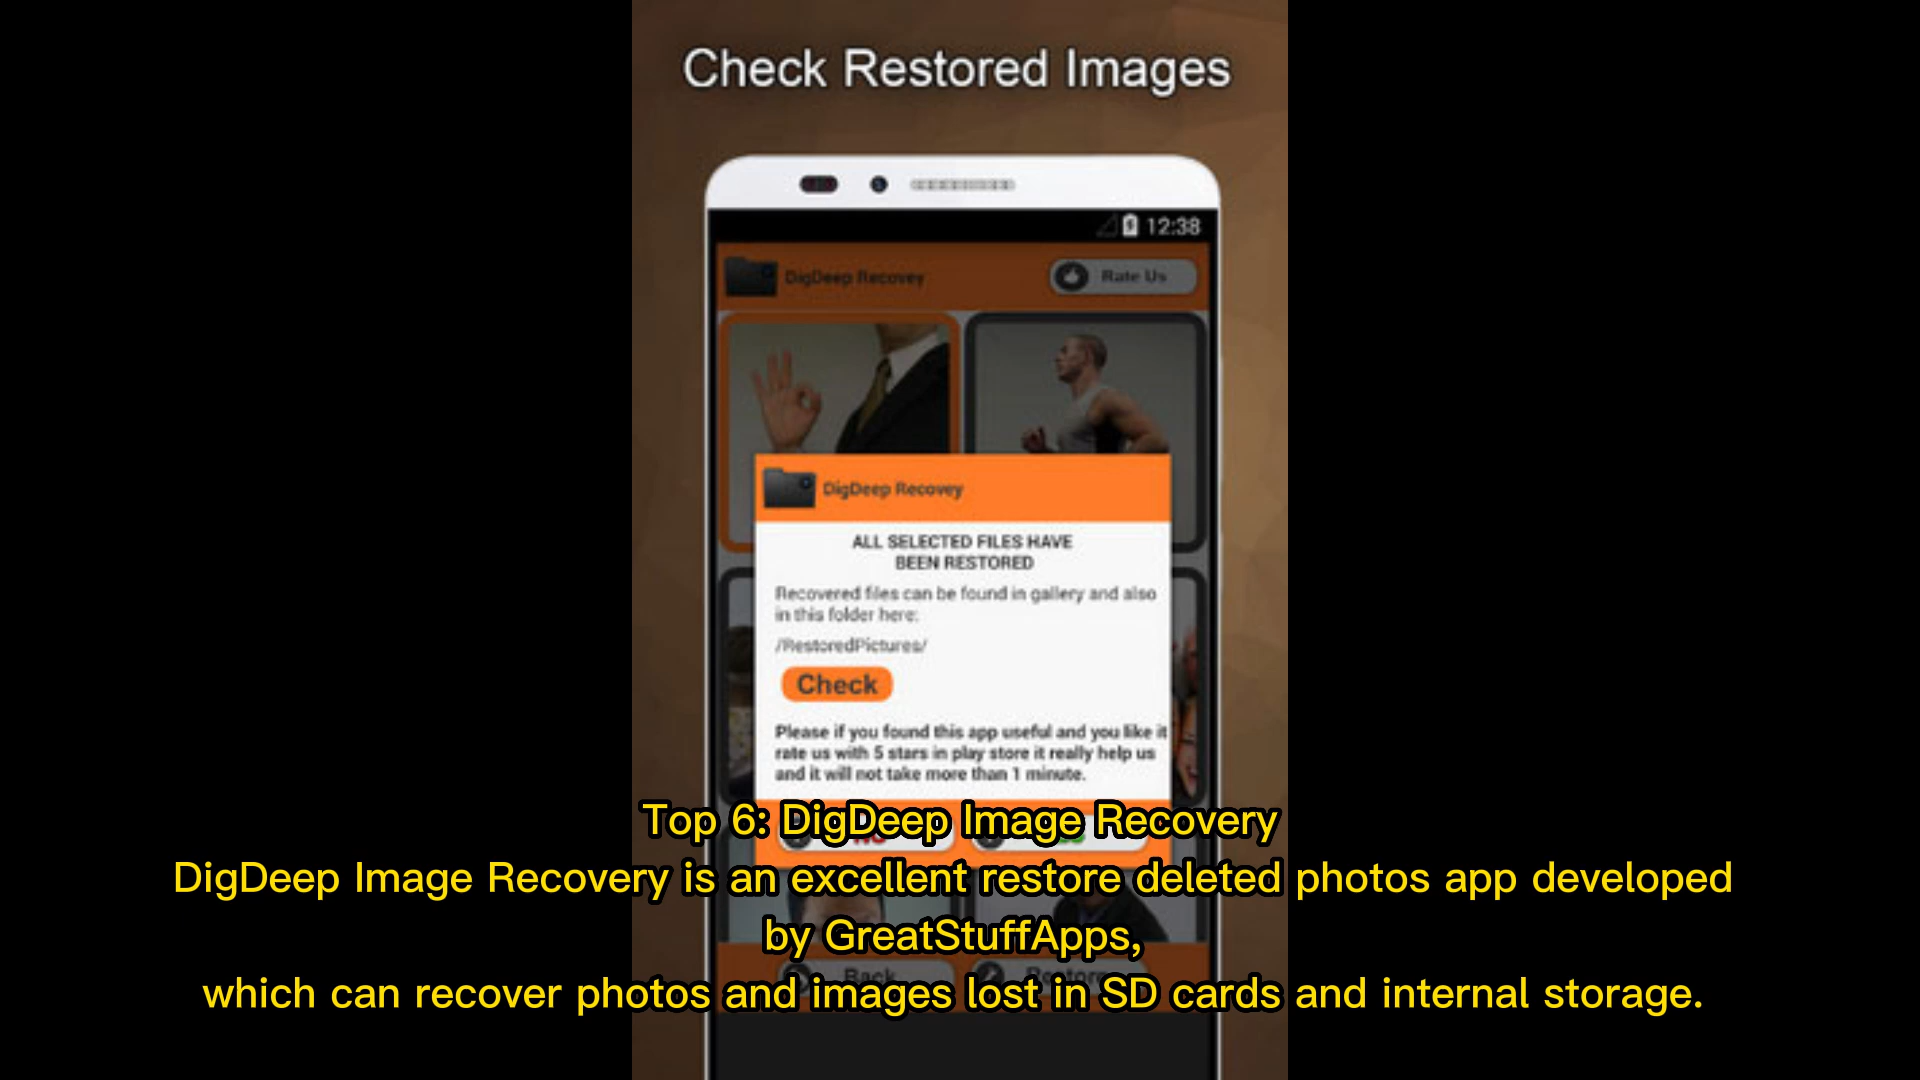 Check Restored Images
12:38
DigDeep Recovey
Rate Us
DigDeep Recovey
ALL SELECTED FILES HAVE
BEEN RESTORED
Recovered files can be found in gallery and also
in this folder here:
/RestoredPictures/
Check
Please if you found this app useful and you like it
rate us with 5 stars in play store it really help us
and it will not take more than 1 minute.
Top 6: DigDeep Image Recovery
DigDeep Image Recovery is an excellent restore deleted photos app developed
by GreatStuffApps,
Back
Restore
which can recover photos and images lost in SD cards and internal storage.